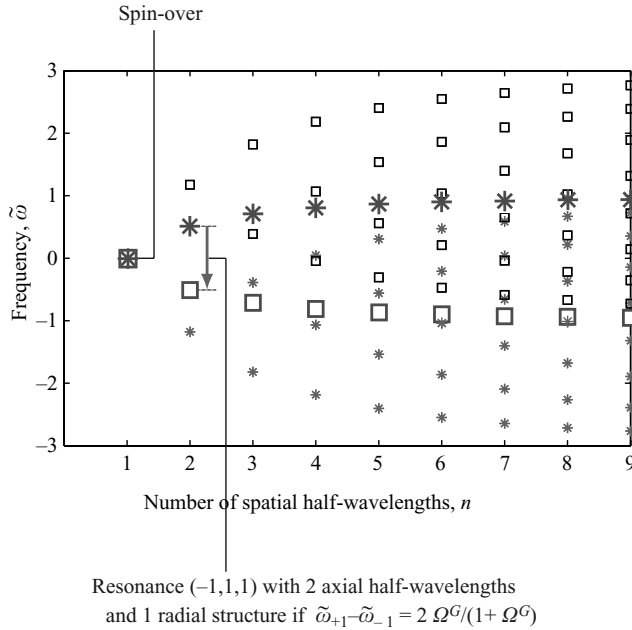 Spin-over
3
2
1
0
−1
−2
−3
Frequency, ω̃
1 2 3 4 5 6 7 8 9
Number of spatial half-wavelengths, n
Resonance (−1,1,1) with 2 axial half-wavelengths
and 1 radial structure if ω̃₊₁–ω̃₋₁ = 2 Ωᴳ/(1+ Ωᴳ)